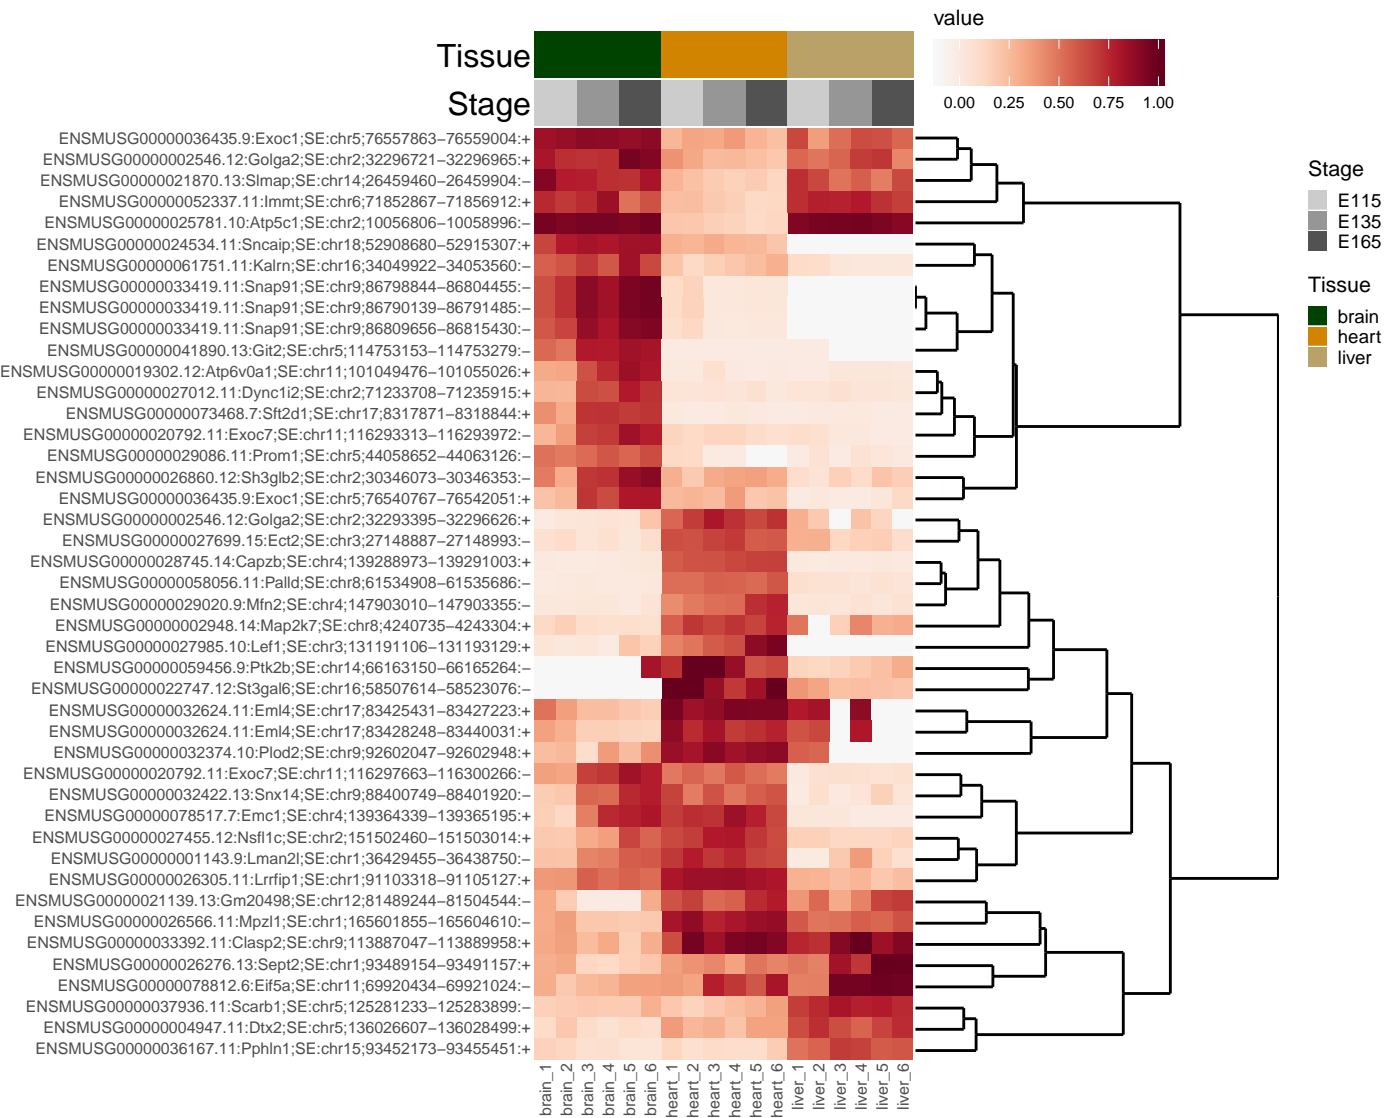 value
0.00 0.25 0.50 0.75 1.00
Tissue
Stage
ENSMUSG00000036435.9:Exoc1;SE:chr5;76557863−76559004:+
ENSMUSG00000002546.12:Golga2;SE:chr2;32296721−32296965:+
ENSMUSG00000021870.13:Slmap;SE:chr14;26459460−26459904:−
ENSMUSG00000052337.11:Immt;SE:chr6;71852867−71856912:+
ENSMUSG00000025781.10:Atp5c1;SE:chr2;10056806−10058996:−
ENSMUSG00000024534.11:Sncaip;SE:chr18;52908680−52915307:+
ENSMUSG00000061751.11:Kalrn;SE:chr16;34049922−34053560:−
ENSMUSG00000033419.11:Snap91;SE:chr9;86798844−86804455:−
ENSMUSG00000033419.11:Snap91;SE:chr9;86790139−86791485:−
ENSMUSG00000033419.11:Snap91;SE:chr9;86809656−86815430:−
ENSMUSG00000041890.13:Git2;SE:chr5;114753153−114753279:−
ENSMUSG00000019302.12:Atp6v0a1;SE:chr11;101049476−101055026:+
ENSMUSG00000027012.11:Dync1i2;SE:chr2;71233708−71235915:+
ENSMUSG00000073468.7:Sft2d1;SE:chr17;8317871−8318844:+
ENSMUSG00000020792.11:Exoc7;SE:chr11;116293313−116293972:−
ENSMUSG00000029086.11:Prom1;SE:chr5;44058652−44063126:−
ENSMUSG00000026860.12:Sh3glb2;SE:chr2;30346073−30346353:−
ENSMUSG00000036435.9:Exoc1;SE:chr5;76540767−76542051:+
ENSMUSG00000002546.12:Golga2;SE:chr2;32293395−32296626:+
ENSMUSG00000027699.15:Ect2;SE:chr3;27148887−27148993:−
ENSMUSG00000028745.14:Capzb;SE:chr4;139288973−139291003:+
ENSMUSG00000058056.11:Palld;SE:chr8;61534908−61535686:−
ENSMUSG00000029020.9:Mfn2;SE:chr4;147903010−147903355:−
ENSMUSG00000002948.14:Map2k7;SE:chr8;4240735−4243304:+
ENSMUSG00000027985.10:Lef1;SE:chr3;131191106−131193129:+
ENSMUSG00000059456.9:Ptk2b;SE:chr14;66163150−66165264:−
ENSMUSG00000022747.12:St3gal6;SE:chr16;58507614−58523076:−
ENSMUSG00000032624.11:Eml4;SE:chr17;83425431−83427223:+
ENSMUSG00000032624.11:Eml4;SE:chr17;83428248−83440031:+
ENSMUSG00000032374.10:Plod2;SE:chr9;92602047−92602948:+
ENSMUSG00000020792.11:Exoc7;SE:chr11;116297663−116300266:−
ENSMUSG00000032422.13:Snx14;SE:chr9;88400749−88401920:−
ENSMUSG00000078517.7:Emc1;SE:chr4;139364339−139365195:+
ENSMUSG00000027455.12:Nsfl1c;SE:chr2;151502460−151503014:+
ENSMUSG00000001143.9:Lman2l;SE:chr1;36429455−36438750:−
ENSMUSG00000026305.11:Lrrfip1;SE:chr1;91103318−91105127:+
ENSMUSG00000021139.13:Gm20498;SE:chr12;81489244−81504544:−
ENSMUSG00000026566.11:Mpzl1;SE:chr1;165601855−165604610:−
ENSMUSG00000033392.11:Clasp2;SE:chr9;113887047−113889958:+
ENSMUSG00000026276.13:Sept2;SE:chr1;93489154−93491157:+
ENSMUSG00000078812.6:Eif5a;SE:chr11;69920434−69921024:−
ENSMUSG00000037936.11:Scarb1;SE:chr5;125281233−125283899:−
ENSMUSG00000004947.11:Dtx2;SE:chr5;136026607−136028499:+
ENSMUSG00000036167.11:Pphln1;SE:chr15;93452173−93455451:+
brain_1
brain_2
brain_3
brain_4
brain_5
brain_6
heart_1
heart_2
heart_3
heart_4
heart_5
heart_6
liver_1
liver_2
liver_3
liver_4
liver_5
liver_6
Stage
E115
E135
E165
Tissue
brain
heart
liver